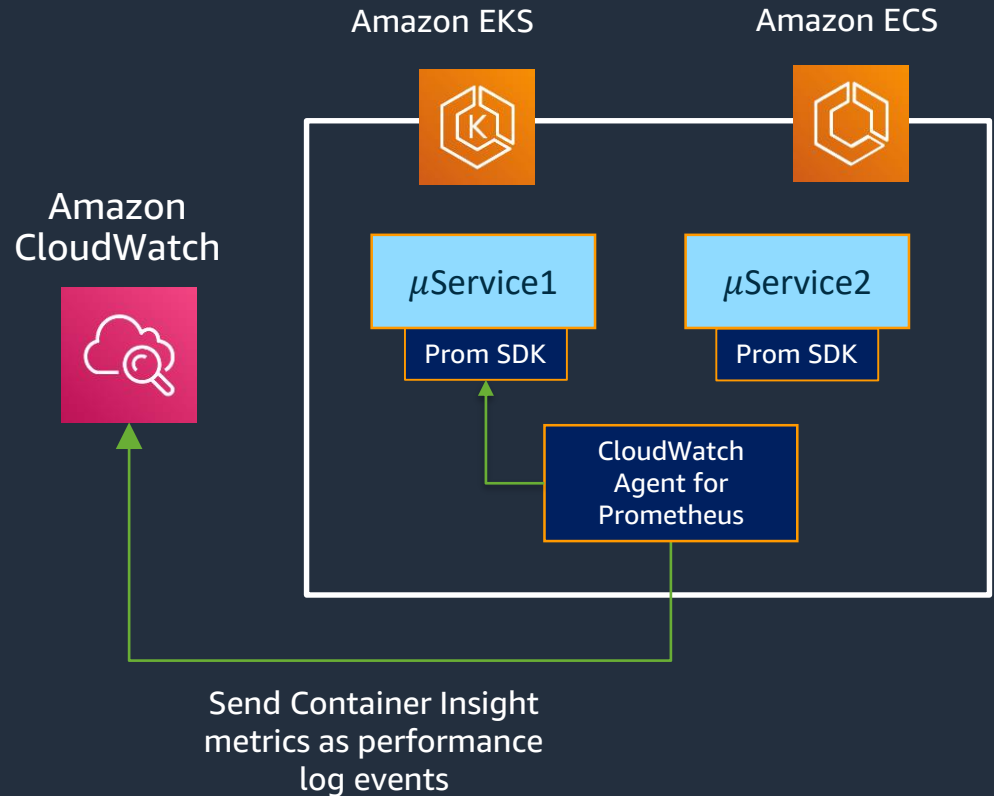 Amazon EKS
Amazon ECS
K
Amazon
CloudWatch
𝜇Service1
𝜇Service2
Prom SDK
Prom SDK
CloudWatch
Agent for
Prometheus
Send Container Insight
metrics as performance
log events